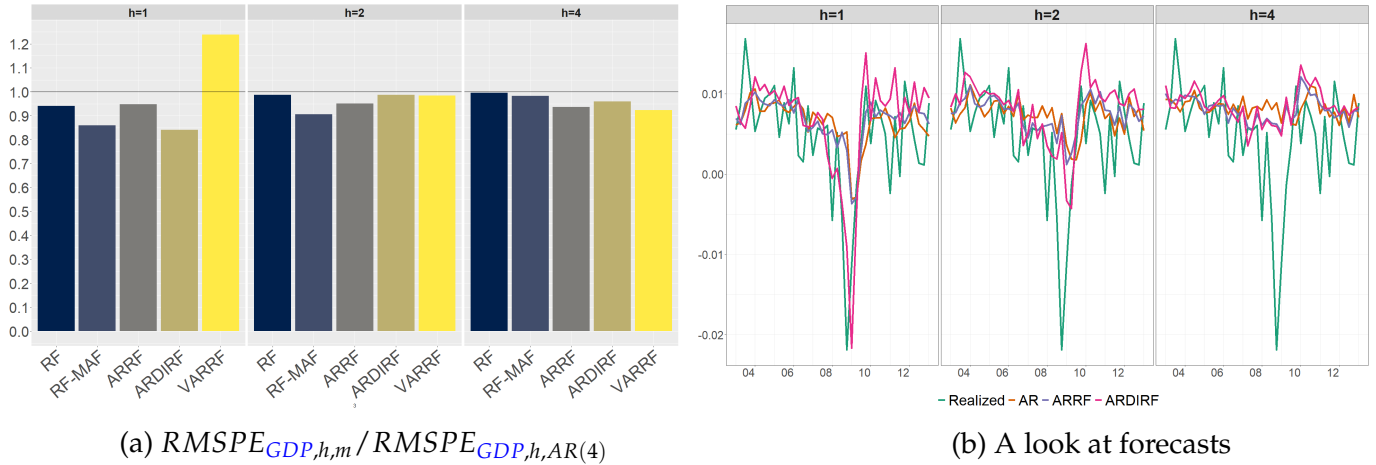 h=1 h=2 h=4
1.2
1.1
1.0
0.9
0.8
0.7
0.6
0.5
0.4
0.3
0.2
0.1
0.0
RF RF-MAF ARRF ARDIRF VARRF RF RF-MAF ARRF ARDIRF VARRF RF RF-MAF ARRF ARDIRF VARRF
(a) RMSPE_{GDP,h,m}/RMSPE_{GDP,h,AR(4)}
h=1 h=2 h=4
0.01
0.00
-0.01
-0.02
04 06 08 10 12 04 06 08 10 12 04 06 08 10 12
Realized AR ARRF ARDIRF
(b) A look at forecasts